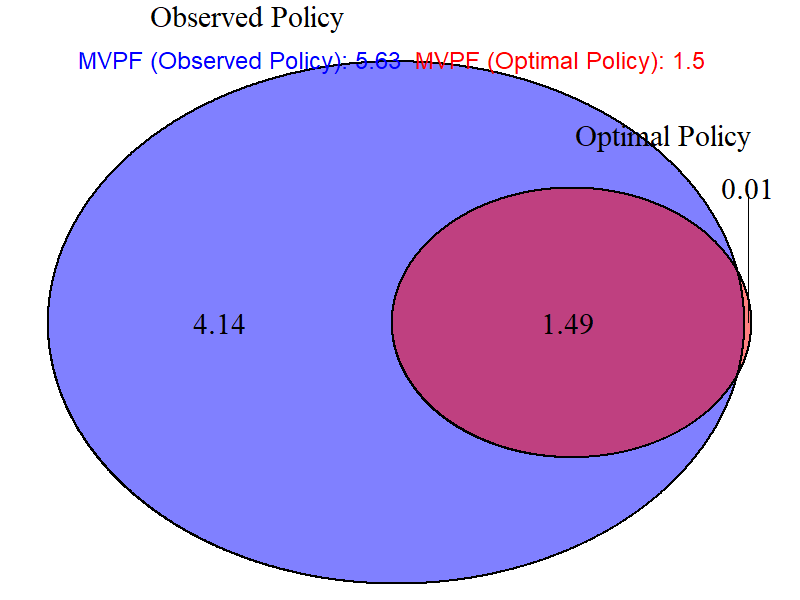 Observed Policy
MVPF (Observed Policy): 5.63 MVPF (Optimal Policy): 1.5
Optimal Policy
0.01
4.14
1.49